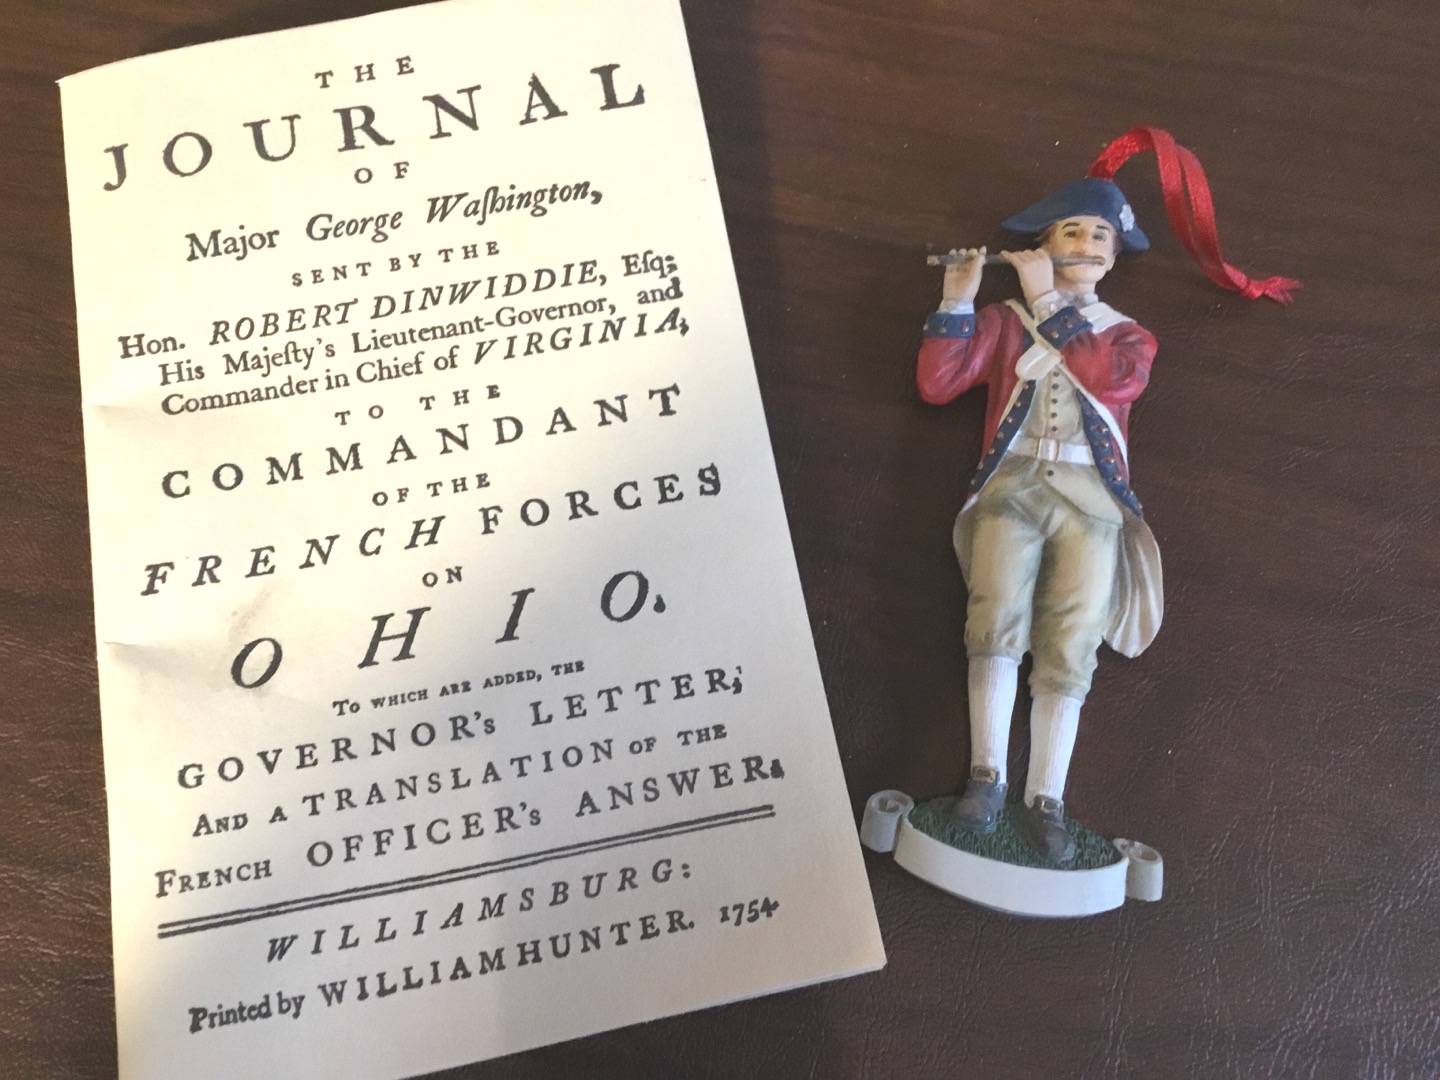 THE
JOURNAL
OF
Major George Waſhington,
SENT BY THE
Hon. ROBERT DINWIDDIE, Eſq;
His Majeſty's Lieutenant-Governor, and
Commander in Chief of VIRGINIA,
TO THE
COMMANDANT
OF THE
FRENCH FORCES
ON
OHIO.
To WHICH ARE ADDED, THE
GOVERNOR's LETTER;
AND A TRANSLATION OF THE
FRENCH OFFICER's ANSWER.
WILLIAMSBURG:
Printed by WILLIAM HUNTER. 1754.